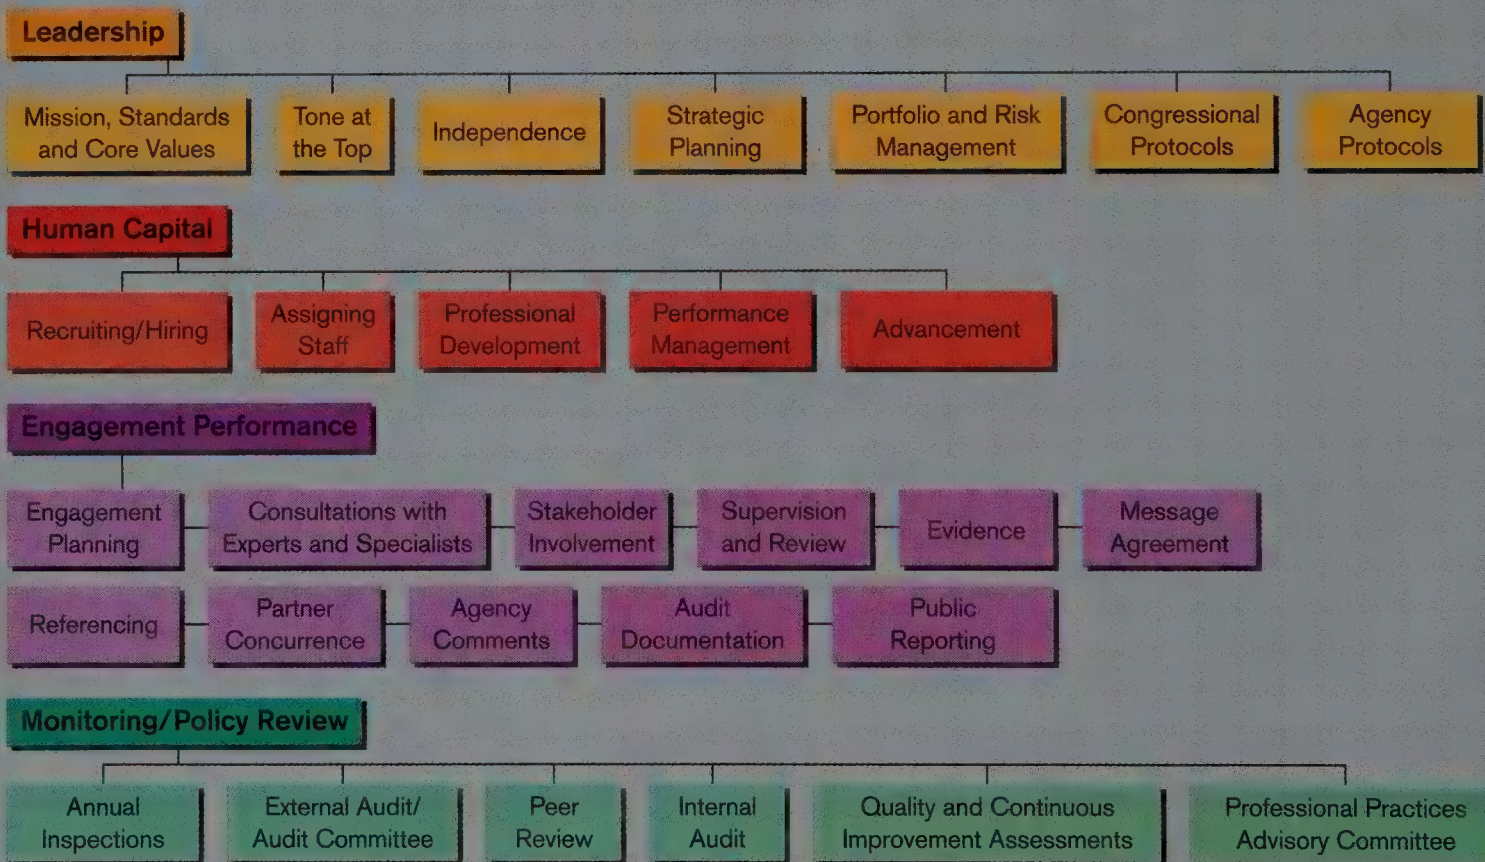 Leadership
Mission, Standards
and Core Values
Tone at
the Top
Independence
Strategic
Planning
Portfolio and Risk
Management
Congressional
Protocols
Agency
Protocols
Human Capital
Recruiting/Hiring
Assigning
Staff
Professional
Development
Performance
Management
Advancement
Engagement Performance
Engagement
Planning
Consultations with
Experts and Specialists
Stakeholder
Involvement
Supervision
and Review
Evidence
Message
Agreement
Referencing
Partner
Concurrence
Agency
Comments
Audit
Documentation
Public
Reporting
Monitoring/Policy Review
Annual
Inspections
External Audit/
Audit Committee
Peer
Review
Internal
Audit
Quality and Continuous
Improvement Assessments
Professional Practices
Advisory Committee